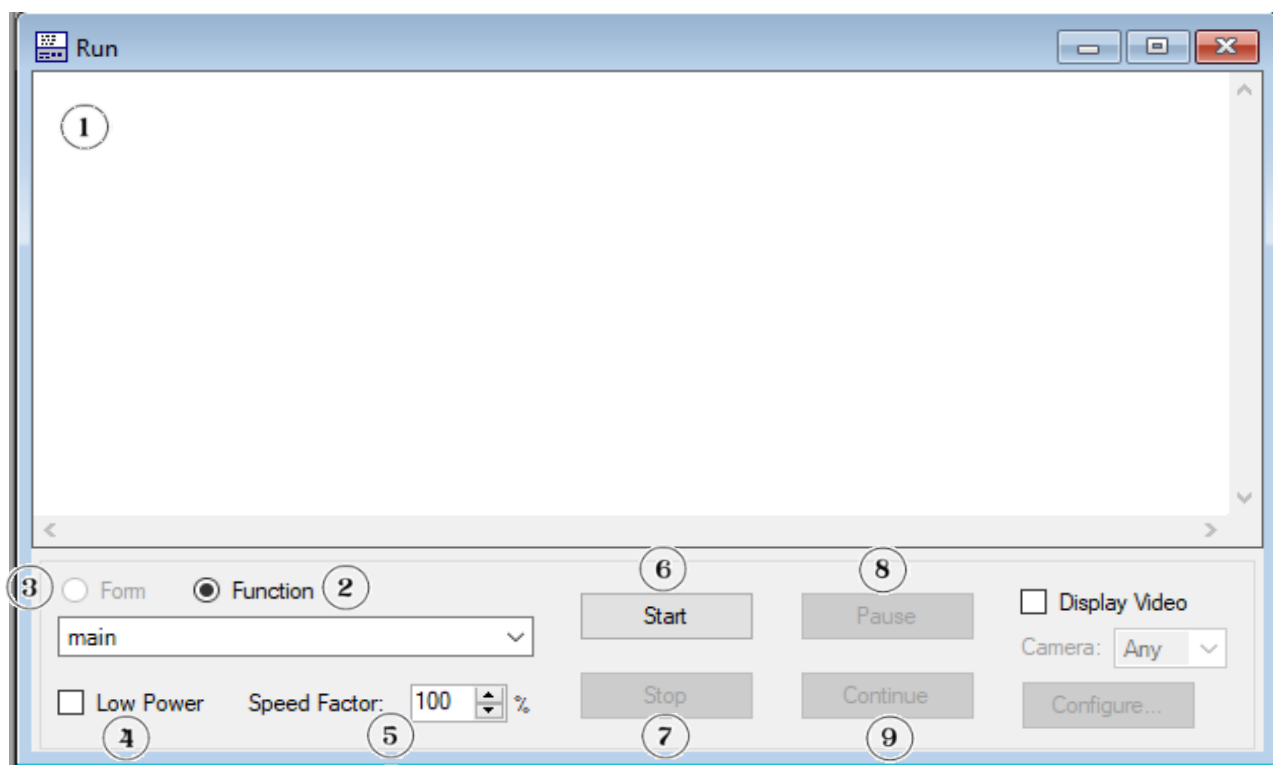 Run
1
6 8
3 Form Function 2
Start Pause Display Video
main
Camera: Any
Low Power Speed Factor: 100 % Stop Continue Configure...
4 5 7 9